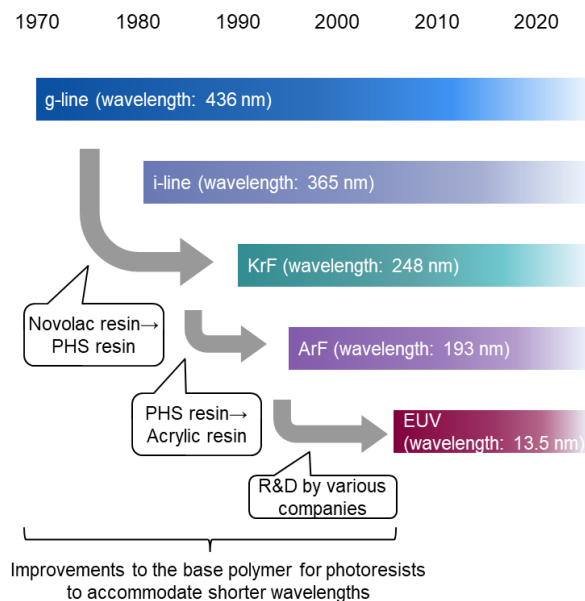 1970 1980 1990 2000 2010 2020
g-line (wavelength: 436 nm)
i-line (wavelength: 365 nm)
KrF (wavelength: 248 nm)
Novolac resin→
PHS resin
ArF (wavelength: 193 nm)
PHS resin→
Acrylic resin
EUV
(wavelength: 13.5 nm)
R&D by various
companies
Improvements to the base polymer for photoresists
to accommodate shorter wavelengths